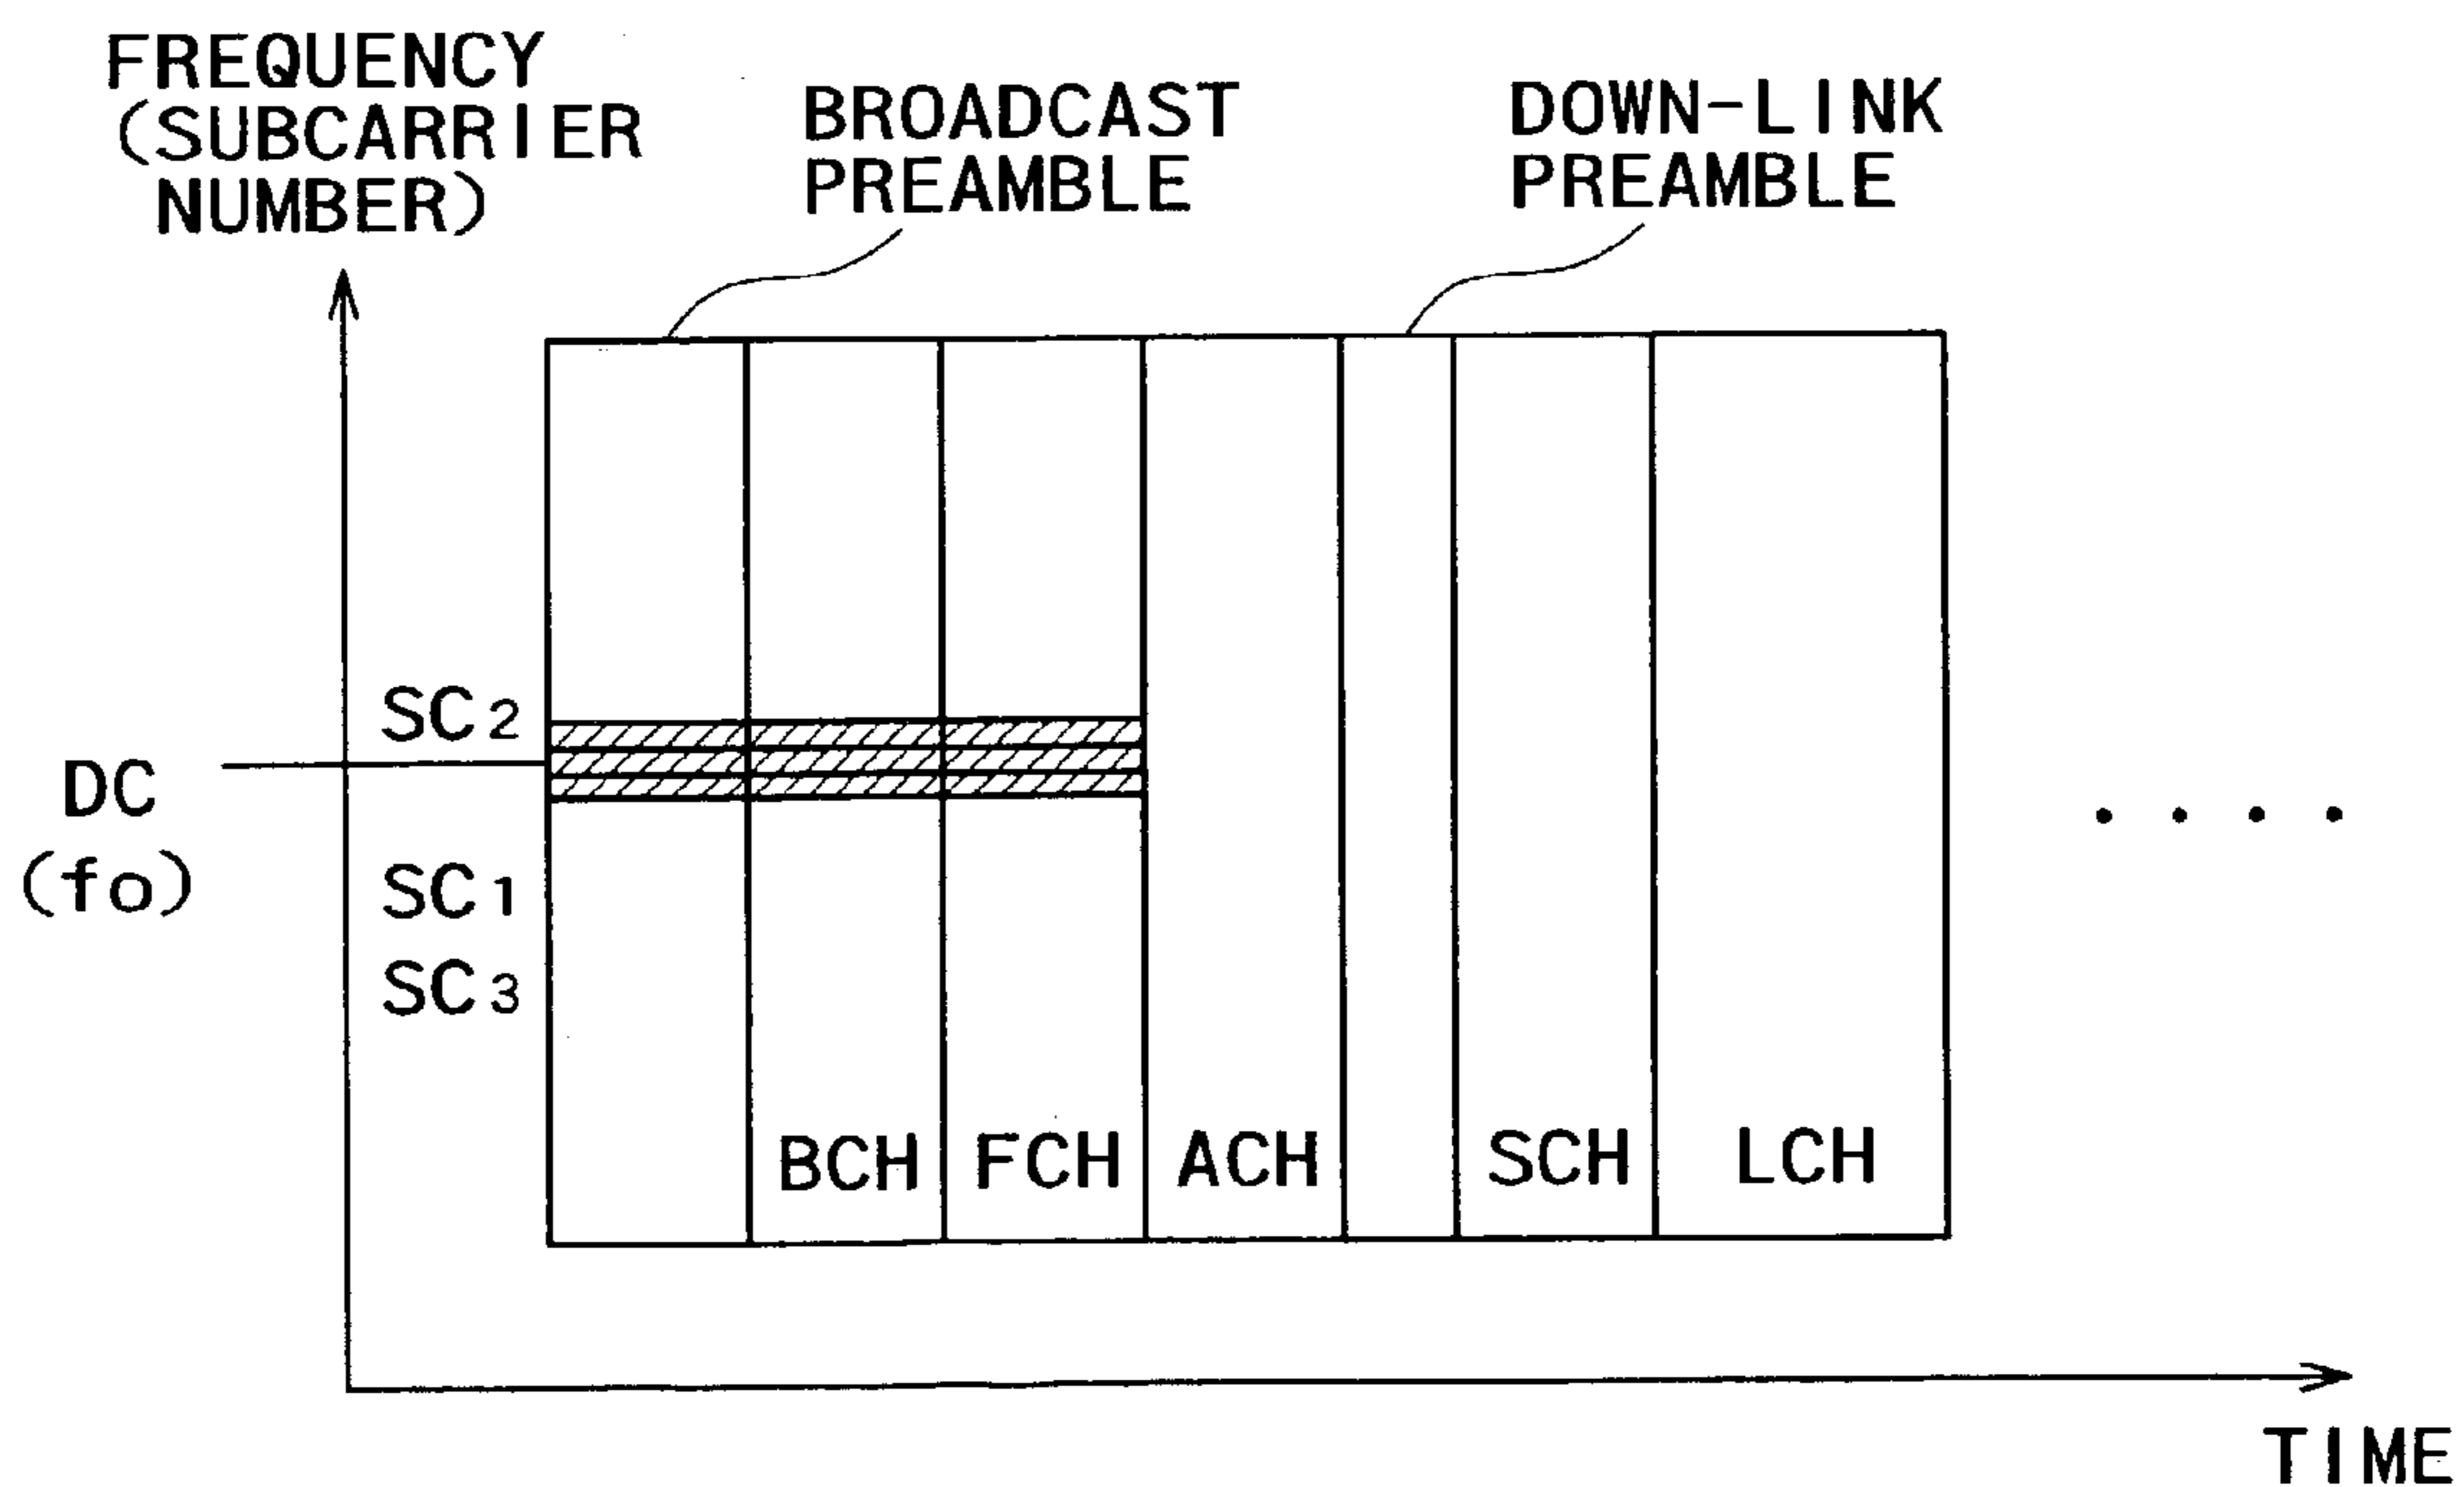 FREQUENCY
(SUBCARRIER
NUMBER)
BROADCAST
PREAMBLE
DOWN-LINK
PREAMBLE
SC2
DC
(fo)
SC1
SC3
BCH FCH ACH SCH LCH
TIME